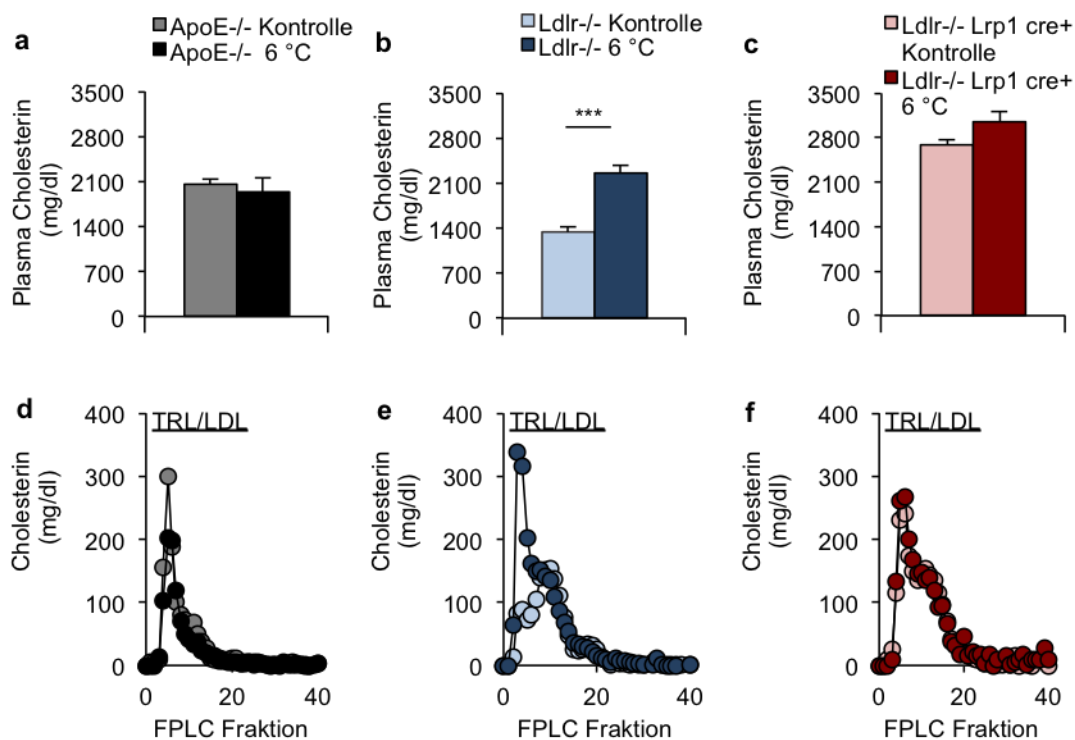 a
ApoE-/- Kontrolle
ApoE-/- 6 °C
3500
2800
2100
1400
700
0
Plasma Cholesterin
(mg/dl)
b
Ldlr-/- Kontrolle
Ldlr-/- 6 °C
***
3500
2800
2100
1400
700
0
Plasma Cholesterin
(mg/dl)
c
Ldlr-/- Lrp1 cre+
Kontrolle
Ldlr-/- Lrp1 cre+
6 °C
3500
2800
2100
1400
700
0
Plasma Cholesterin
(mg/dl)
d
TRL/LDL
400
300
200
100
0
Cholesterin
(mg/dl)
0 20 40
FPLC Fraktion
e
TRL/LDL
400
300
200
100
0
Cholesterin
(mg/dl)
0 20 40
FPLC Fraktion
f
TRL/LDL
400
300
200
100
0
Cholesterin
(mg/dl)
0 20 40
FPLC Fraktion